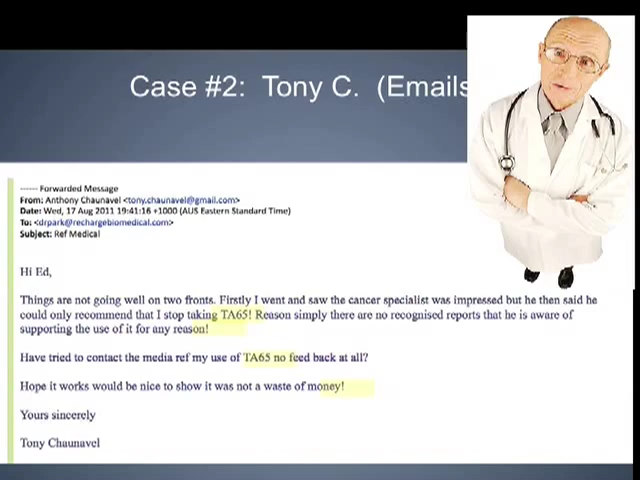 Case #2: Tony C. (Emails
------ Forwarded Message
From: Anthony Chaunavel <tony.chaunavel@gmail.com>
Date: Wed, 17 Aug 2011 19:41:16 +1000 (AUS Eastern Standard Time)
To: <drpark@rechargebiomedical.com>
Subject: Ref Medical
Hi Ed,
Things are not going well on two fronts. Firstly I went and saw the cancer specialist was impressed but he then said he
could only recommend that I stop taking TA65! Reason simply there are no recognised reports that he is aware of
supporting the use of it for any reason!
Have tried to contact the media ref my use of TA65 no feed back at all?
Hope it works would be nice to show it was not a waste of money!
Yours sincerely
Tony Chaunavel